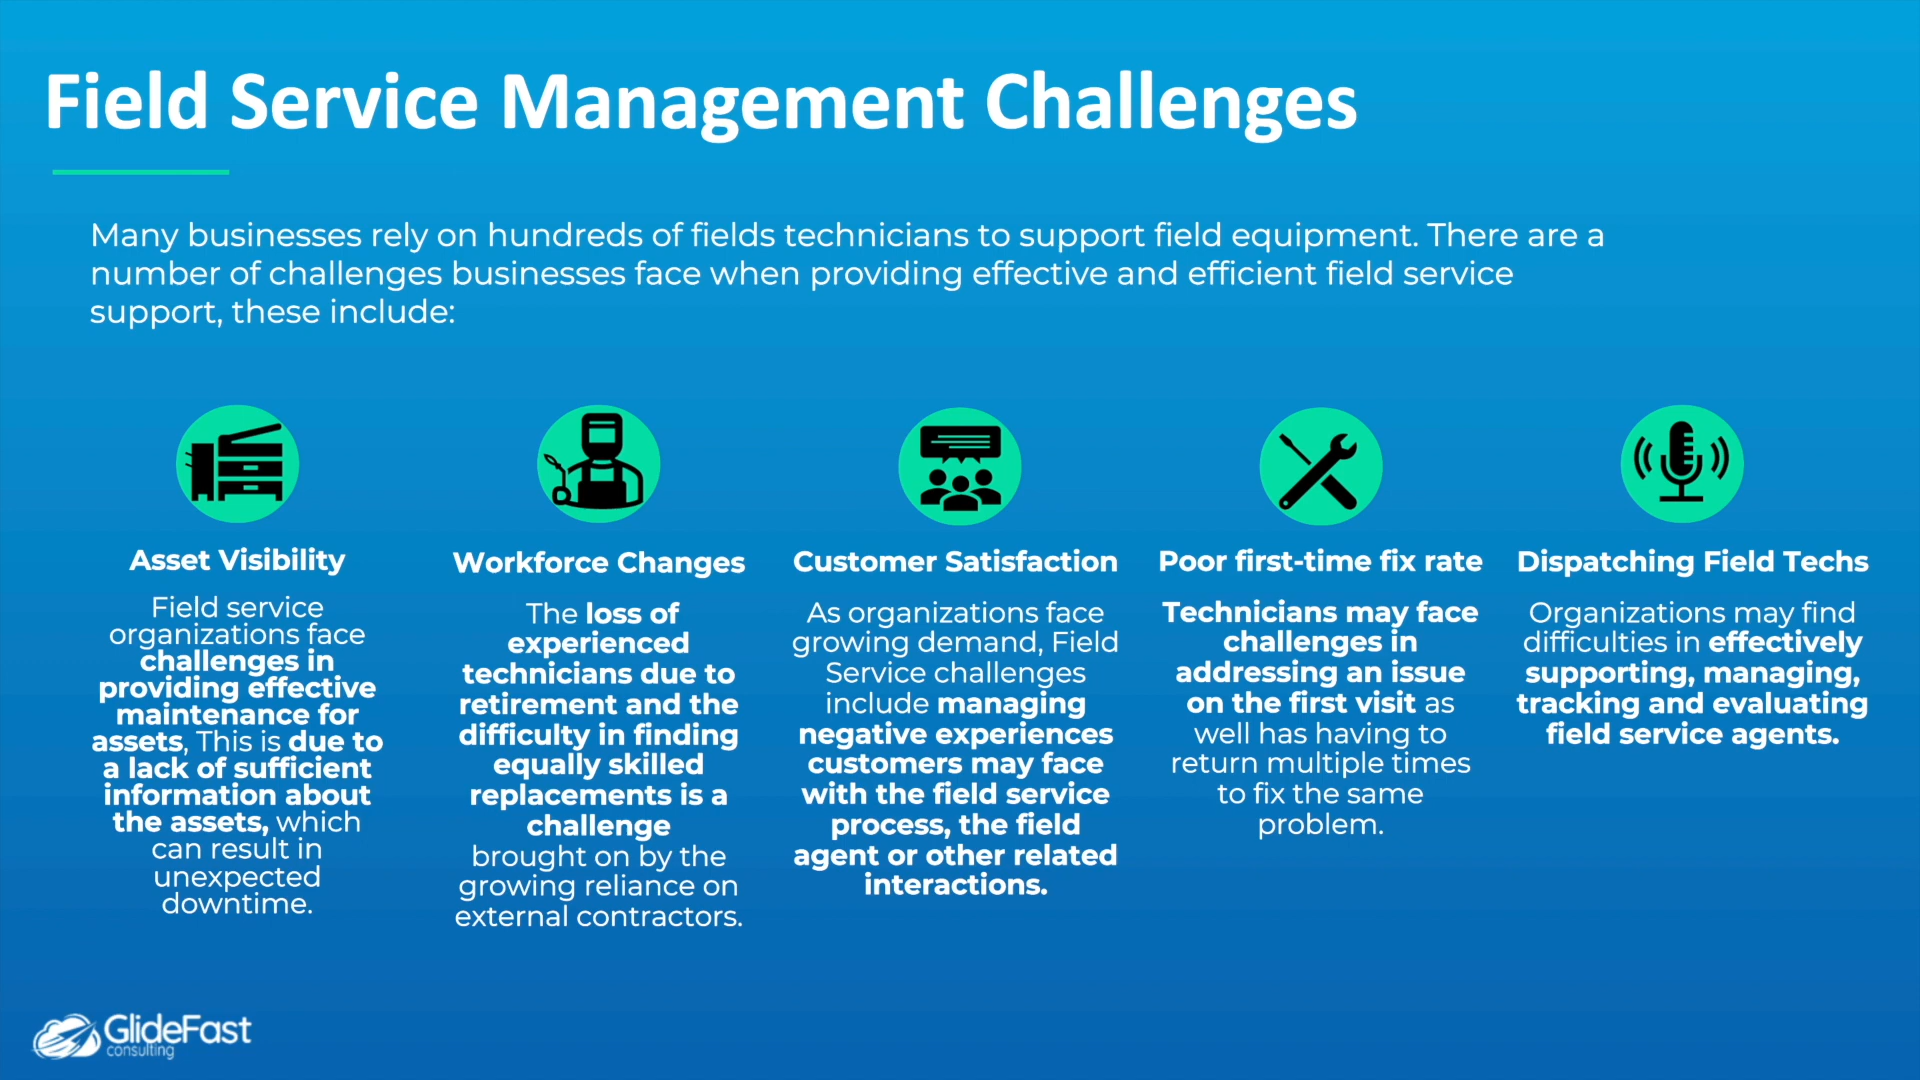 Field Service Management Challenges
Many businesses rely on hundreds of fields technicians to support field equipment. There are a
number of challenges businesses face when providing effective and efficient field service
support, these include:
Asset Visibility
Field service
organizations face
challenges in
providing effective
maintenance for
assets, This is due to
a lack of sufficient
information about
the assets, which
can result in
unexpected
downtime.
Workforce Changes
The loss of
experienced
technicians due to
retirement and the
difficulty in finding
equally skilled
replacements is a
challenge
brought on by the
growing reliance on
external contractors.
Customer Satisfaction
As organizations face
growing demand, Field
Service challenges
include managing
negative experiences
customers may face
with the field service
process, the field
agent or other related
interactions.
Poor first-time fix rate
Technicians may face
challenges in
addressing an issue
on the first visit as
well has having to
return multiple times
to fix the same
problem.
Dispatching Field Techs
Organizations may find
difficulties in effectively
supporting, managing,
tracking and evaluating
field service agents.
GlideFast
consulting